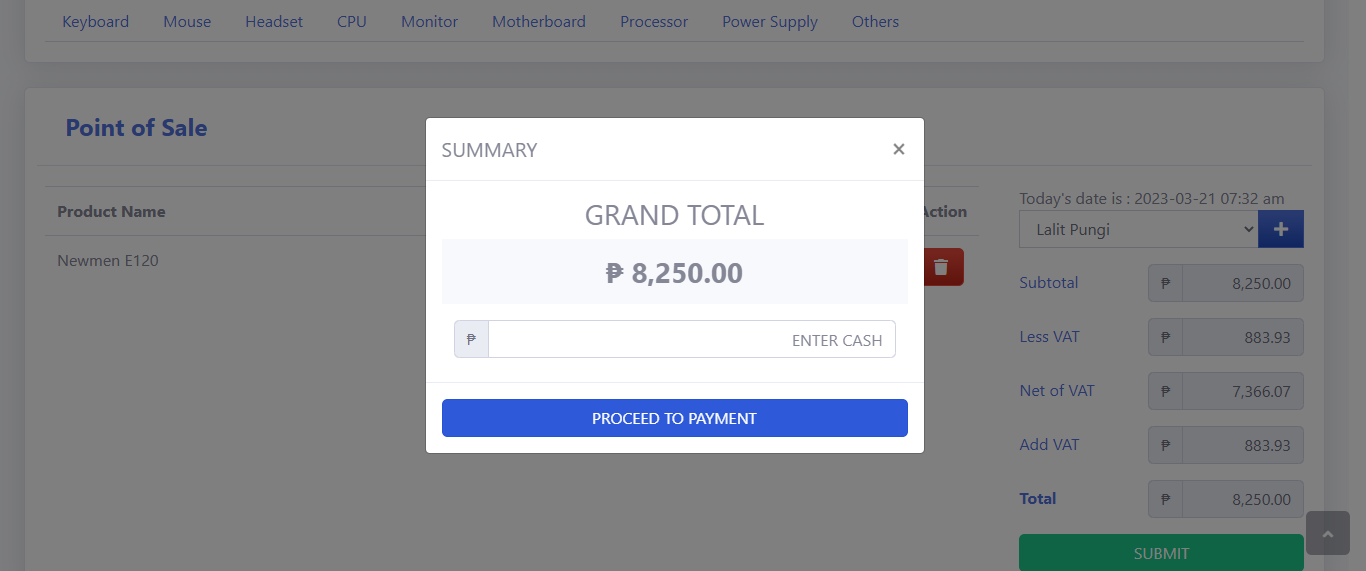 Keyboard Mouse Headset CPU Monitor Motherboard Processor Power Supply Others
Point of Sale
SUMMARY ×
GRAND TOTAL
₱ 8,250.00
₱ ENTER CASH
PROCEED TO PAYMENT
Product Name Action
Newmen E120
Today's date is : 2023-03-21 07:32 am
Lalit Pungi
Subtotal ₱ 8,250.00
Less VAT ₱ 883.93
Net of VAT ₱ 7,366.07
Add VAT ₱ 883.93
Total ₱ 8,250.00
SUBMIT